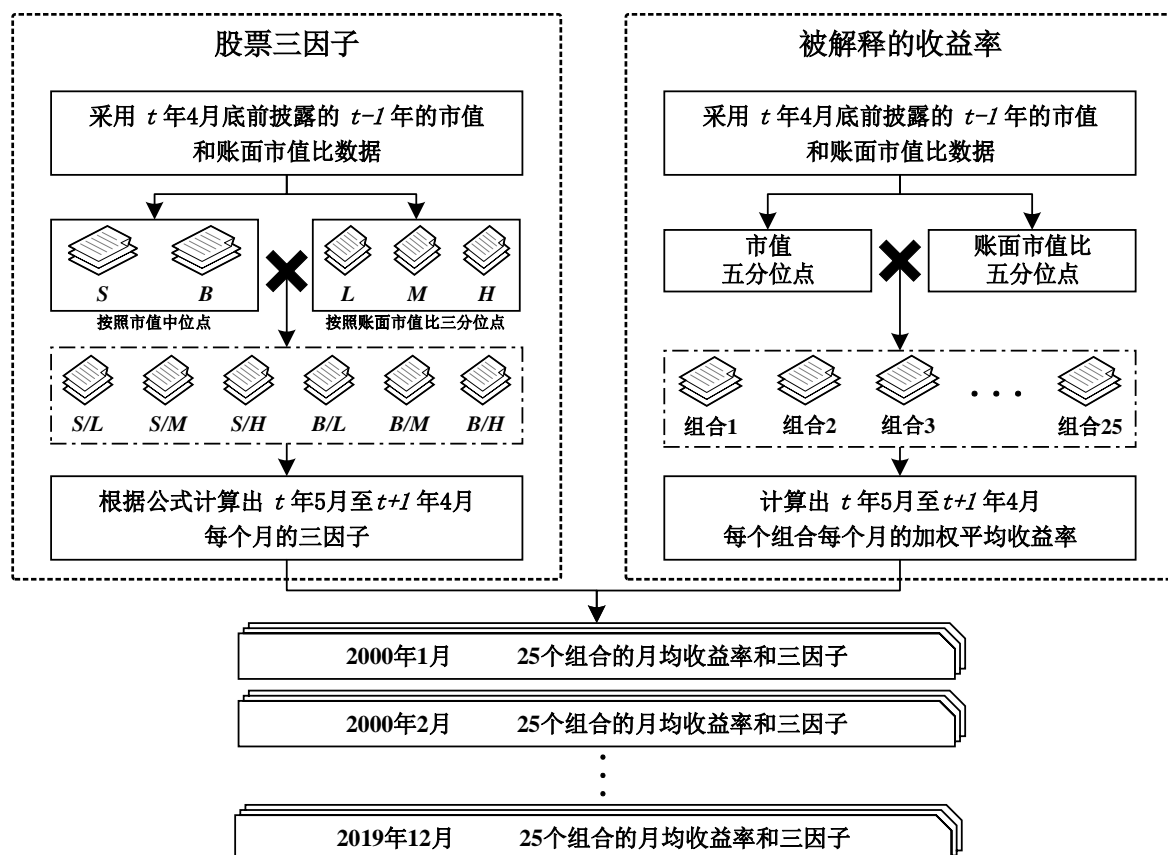 股票三因子
采用 t 年4月底前披露的 t-1 年的市值
和账面市值比数据
S
B
L
M
H
按照市值中位点
按照账面市值比三分位点
S/L
S/M
S/H
B/L
B/M
B/H
根据公式计算出 t 年5月至t+1 年4月
每个月的三因子
被解释的收益率
采用 t 年4月底前披露的 t-1 年的市值
和账面市值比数据
市值
五分位点
账面市值比
五分位点
组合1
组合2
组合3
· · ·
组合25
计算出 t 年5月至t+1 年4月
每个组合每个月的加权平均收益率
2000年1月 25个组合的月均收益率和三因子
2000年2月 25个组合的月均收益率和三因子
2019年12月 25个组合的月均收益率和三因子